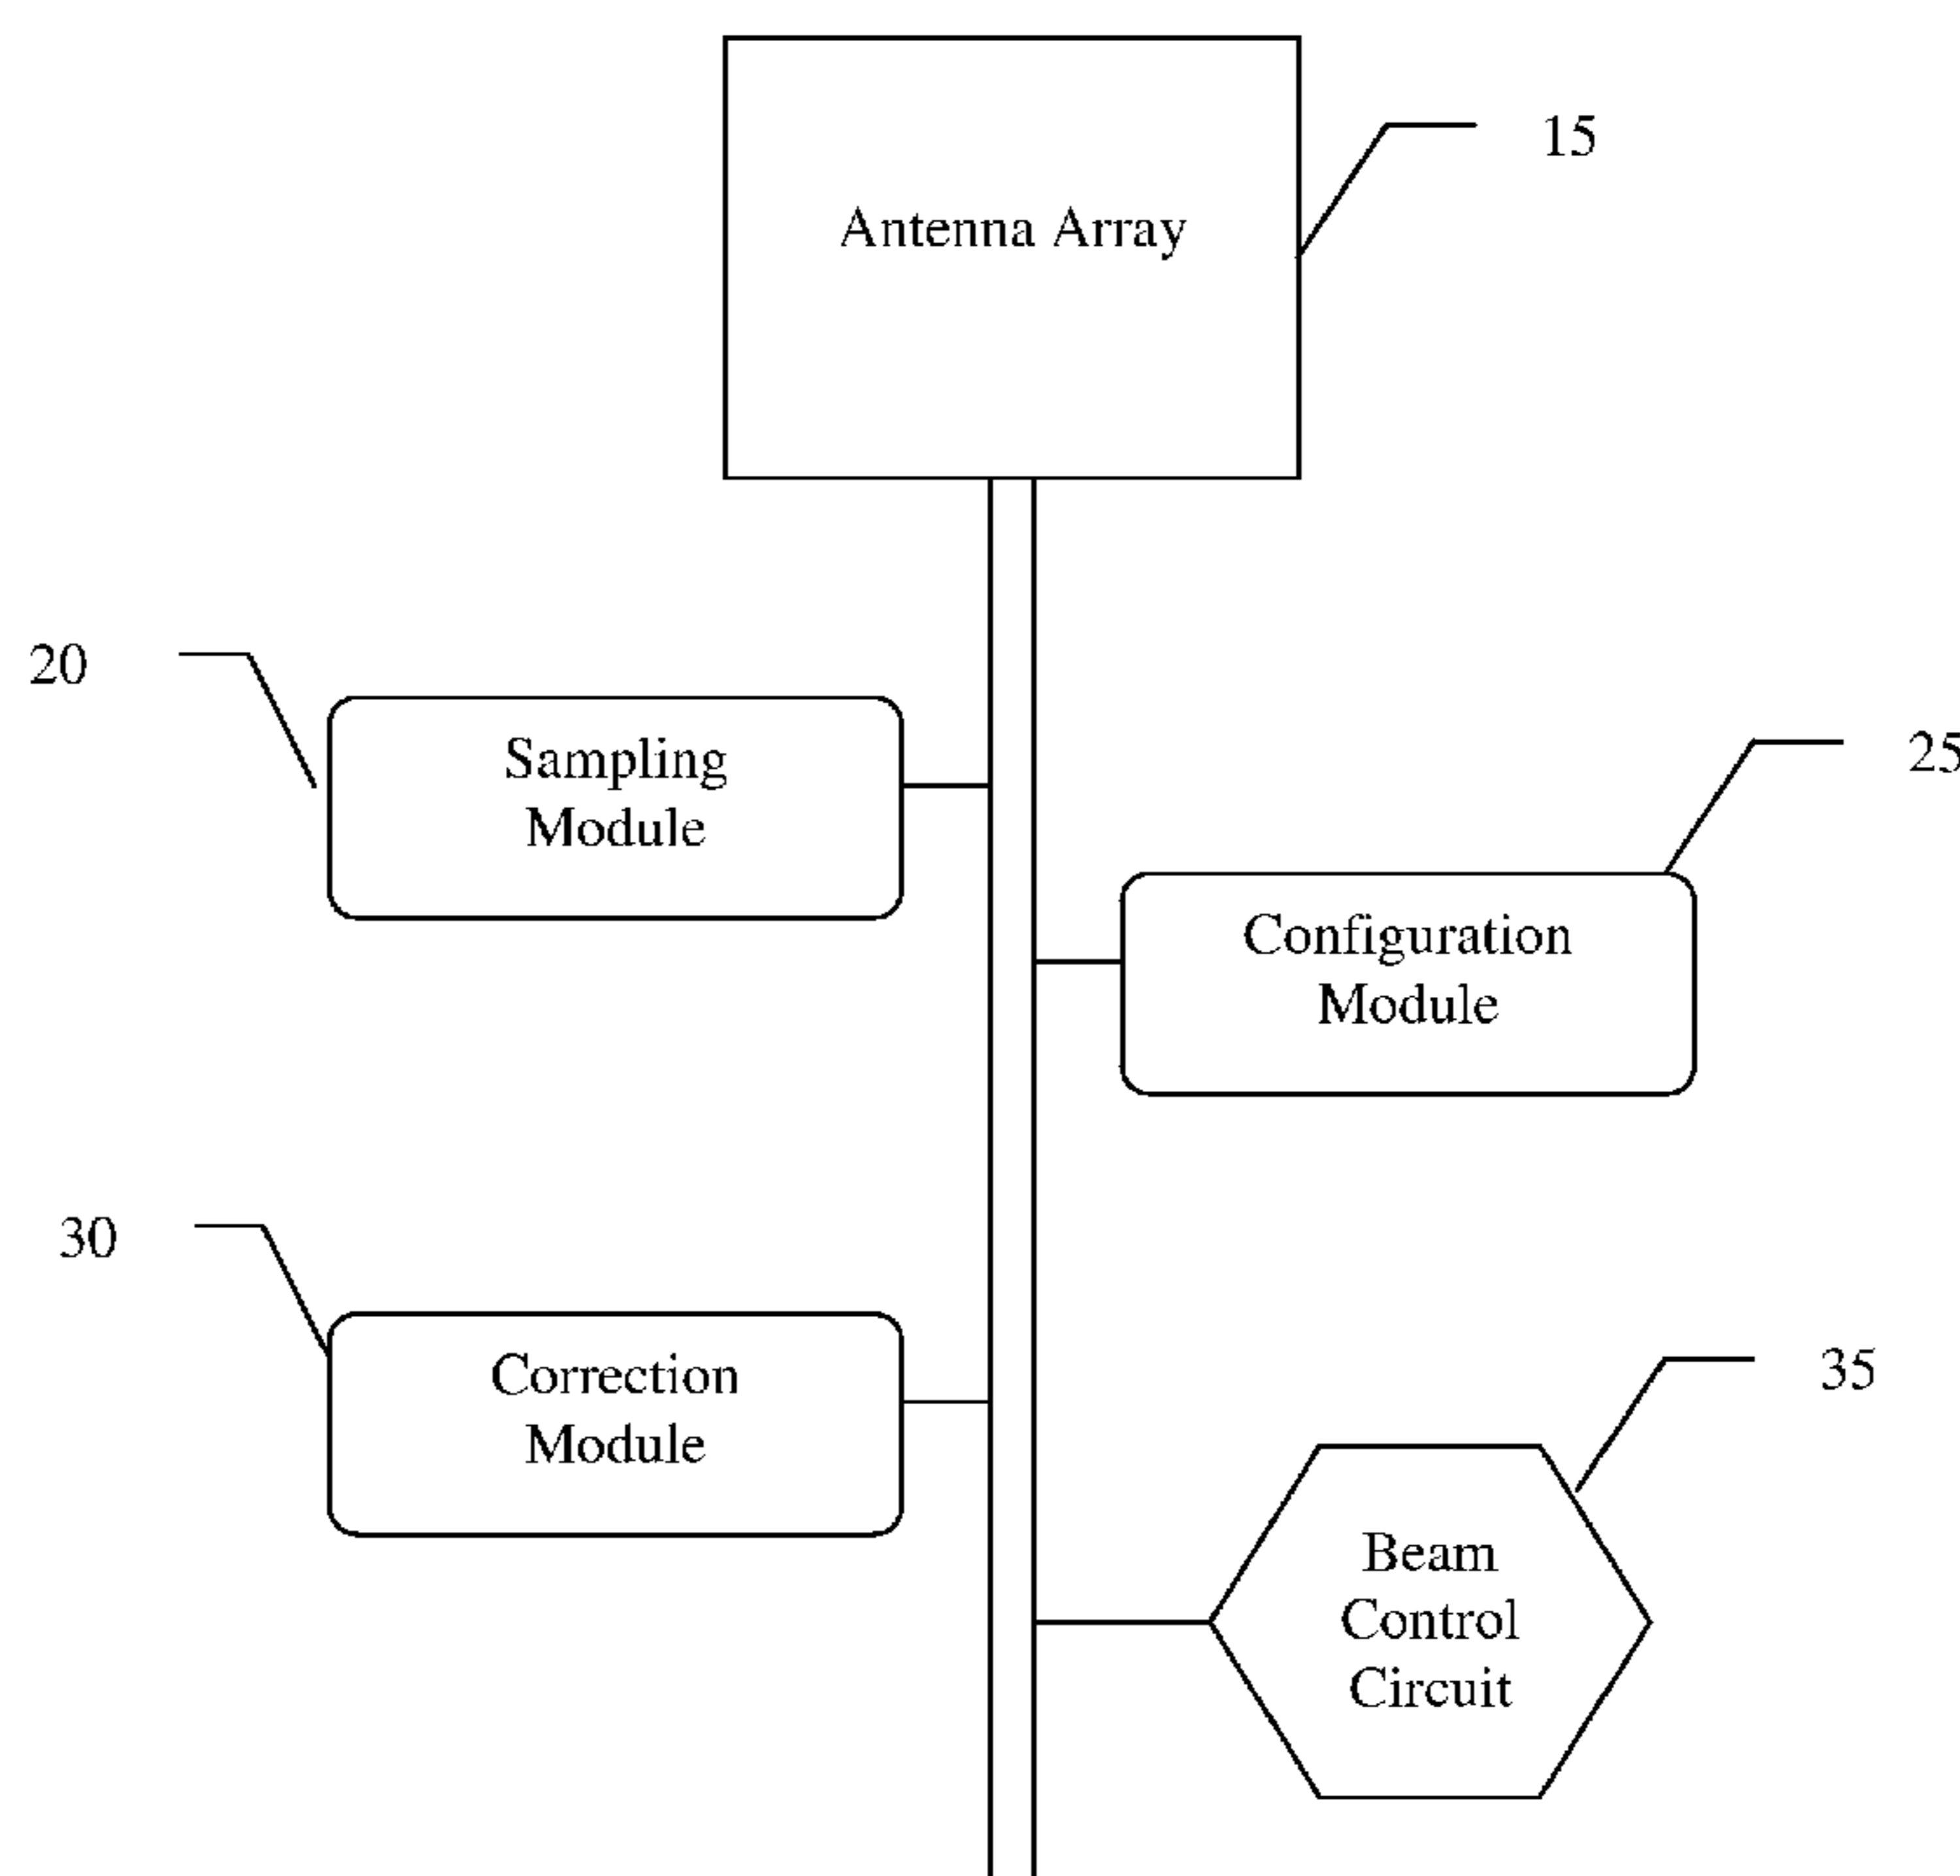 15
Antenna Array
20
Sampling
Module
25
Configuration
Module
30
Correction
Module
35
Beam
Control
Circuit